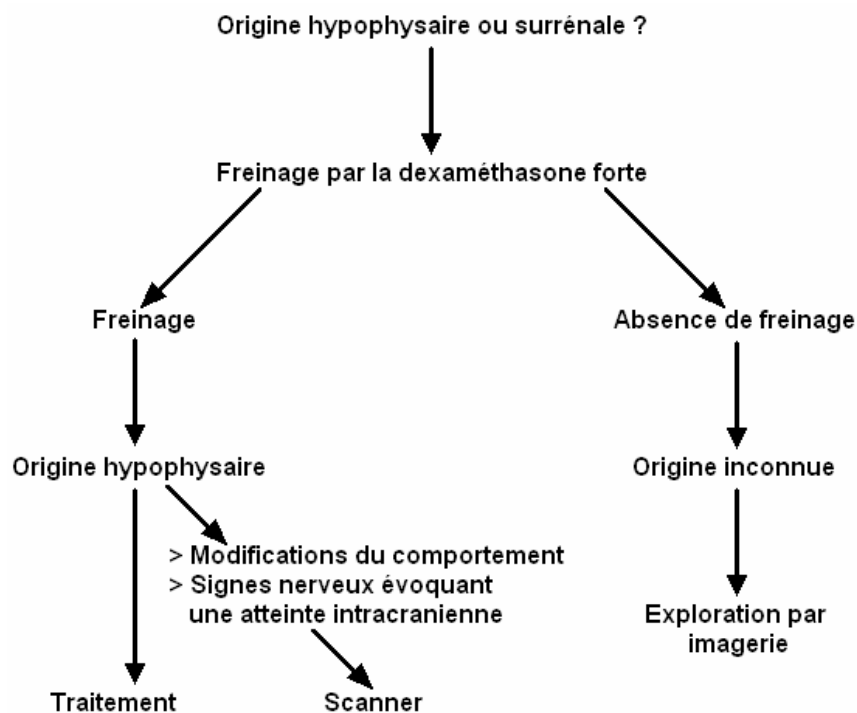 Origine hypophysaire ou surrénale ?
Freinage par la dexaméthasone forte
Freinage
Absence de freinage
Origine hypophysaire
Origine inconnue
> Modifications du comportement
> Signes nerveux évoquant
une atteinte intracranienne
Exploration par
imagerie
Traitement
Scanner